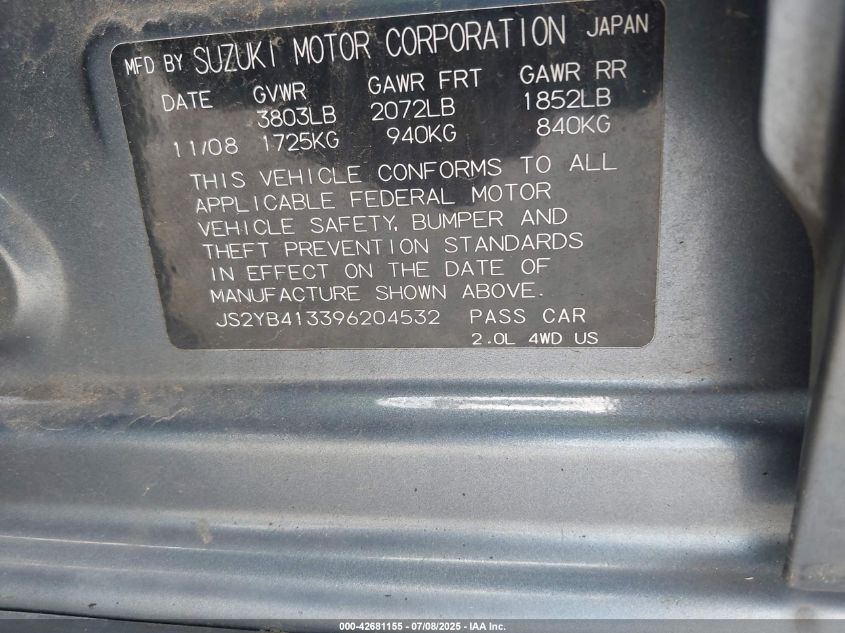 MFD BY SUZUKI MOTOR CORPORATION JAPAN
DATE GVWR GAWR FRT GAWR RR
3803LB 2072LB 1852LB
11/08 1725KG 940KG 840KG
THIS VEHICLE CONFORMS TO ALL
APPLICABLE FEDERAL MOTOR
VEHICLE SAFETY, BUMPER AND
THEFT PREVENTION STANDARDS
IN EFFECT ON THE DATE OF
MANUFACTURE SHOWN ABOVE.
JS2YB413396204532 PASS CAR
2.0L 4WD US
000-42681155 - 07/08/2025 - IAA Inc.